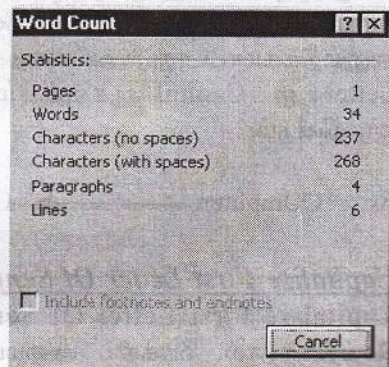 Word Count ? ×
Statistics:
Pages 1
Words 34
Characters (no spaces) 237
Characters (with spaces) 268
Paragraphs 4
Lines 6
Include footnotes and endnotes
Cancel